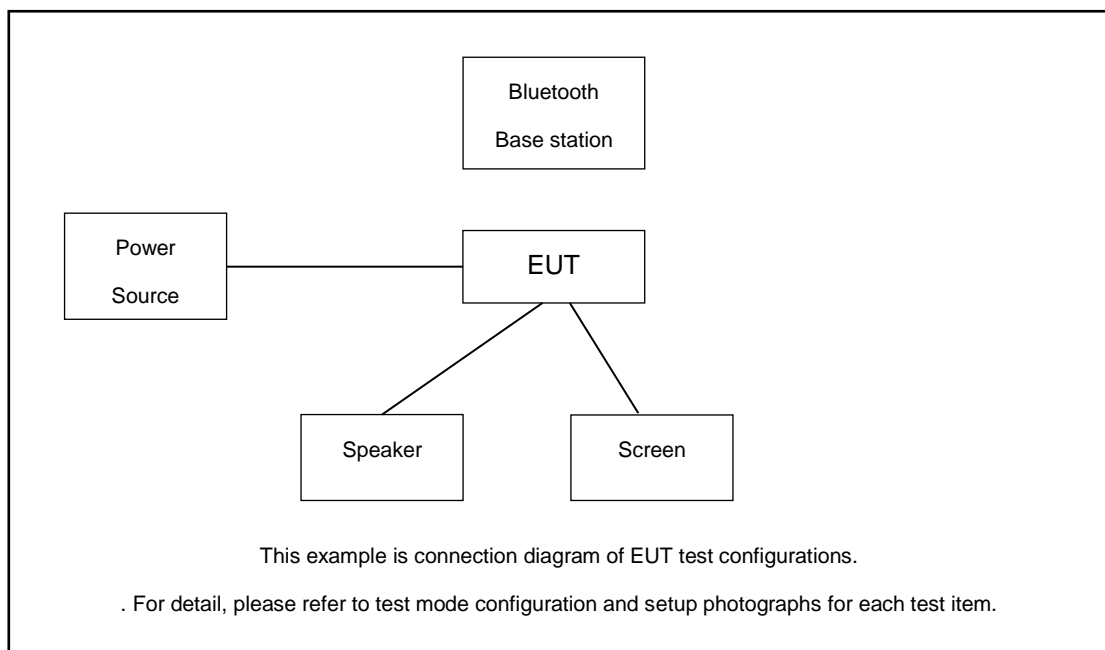 Bluetooth
Base station
Power
Source
EUT
Speaker
Screen
This example is connection diagram of EUT test configurations.
. For detail, please refer to test mode configuration and setup photographs for each test item.